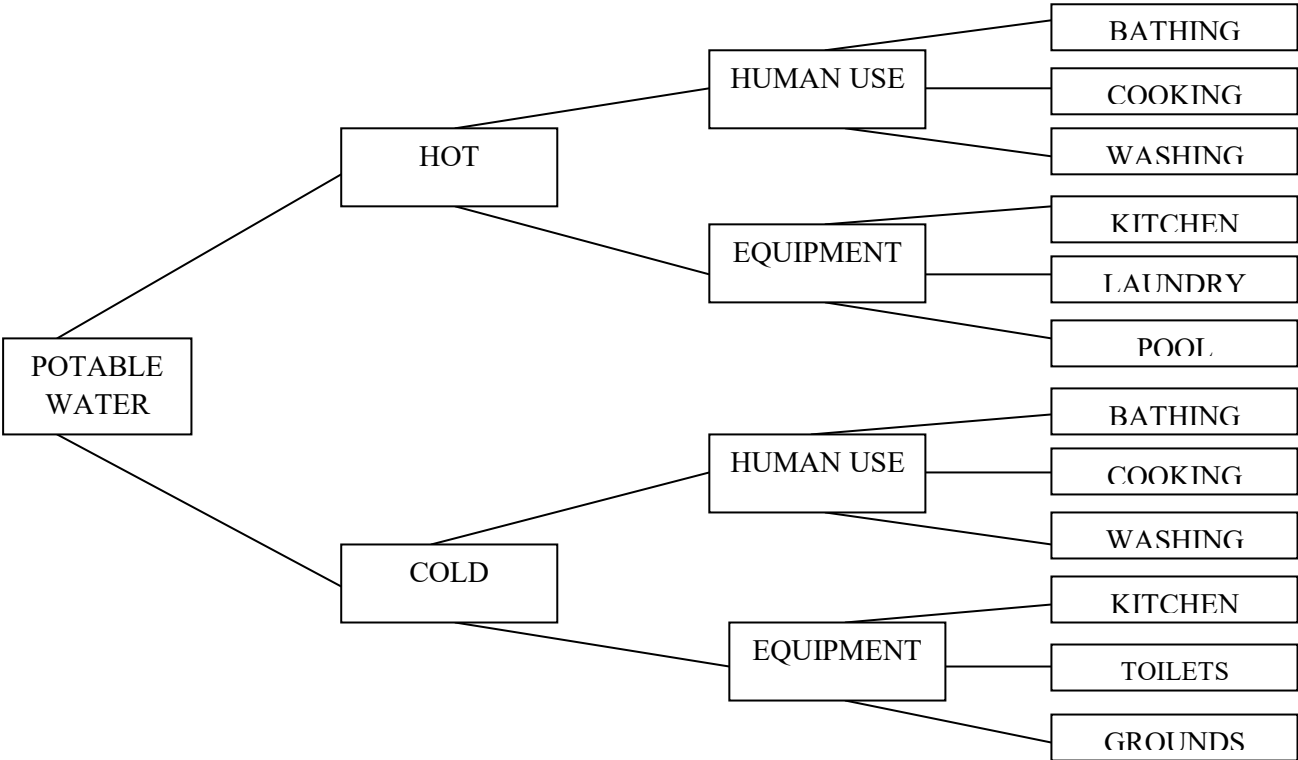 BATHING
HUMAN USE
COOKING
HOT
WASHING
KITCHEN
EQUIPMENT
LAUNDRY
POOL
POTABLE
WATER
BATHING
HUMAN USE
COOKING
WASHING
COLD
KITCHEN
EQUIPMENT
TOILETS
GROUNDS